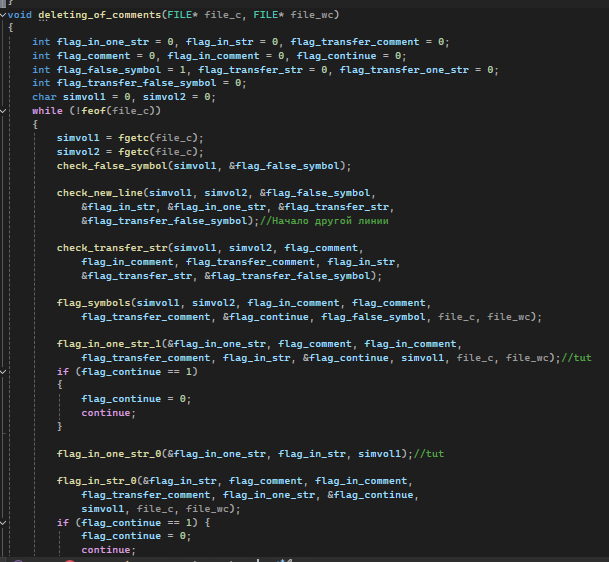 void deleting_of_comments(FILE* file_c, FILE* file_wc)
{
    int flag_in_one_str = 0, flag_in_str = 0, flag_transfer_comment = 0;
    int flag_comment = 0, flag_in_comment = 0, flag_continue = 0;
    int flag_false_symbol = 1, flag_transfer_str = 0, flag_transfer_one_str = 0;
    int flag_transfer_false_symbol = 0;
    char simvol1 = 0, simvol2 = 0;
    while (!feof(file_c))
    {
        simvol1 = fgetc(file_c);
        simvol2 = fgetc(file_c);
        check_false_symbol(simvol1, &flag_false_symbol);

        check_new_line(simvol1, simvol2, &flag_false_symbol,
            &flag_in_str, &flag_in_one_str, &flag_transfer_str,
            &flag_transfer_false_symbol);//Начало другой линии

        check_transfer_str(simvol1, simvol2, flag_comment,
            flag_in_comment, flag_transfer_comment, flag_in_str,
            &flag_transfer_str, &flag_transfer_false_symbol);

        flag_symbols(simvol1, simvol2, flag_in_comment, flag_comment,
            flag_transfer_comment, &flag_continue, flag_false_symbol, file_c, file_wc);

        flag_in_one_str_1(&flag_in_one_str, flag_comment, flag_in_comment,
            flag_transfer_comment, flag_in_str, &flag_continue, simvol1, file_c, file_wc);//tut
        if (flag_continue == 1)
        {
            flag_continue = 0;
            continue;
        }

        flag_in_one_str_0(&flag_in_one_str, flag_in_str, simvol1);//tut

        flag_in_str_0(&flag_in_str, flag_comment, flag_in_comment,
            flag_transfer_comment, flag_in_one_str, &flag_continue,
            simvol1, file_c, file_wc);
        if (flag_continue == 1) {
            flag_continue = 0;
            continue;